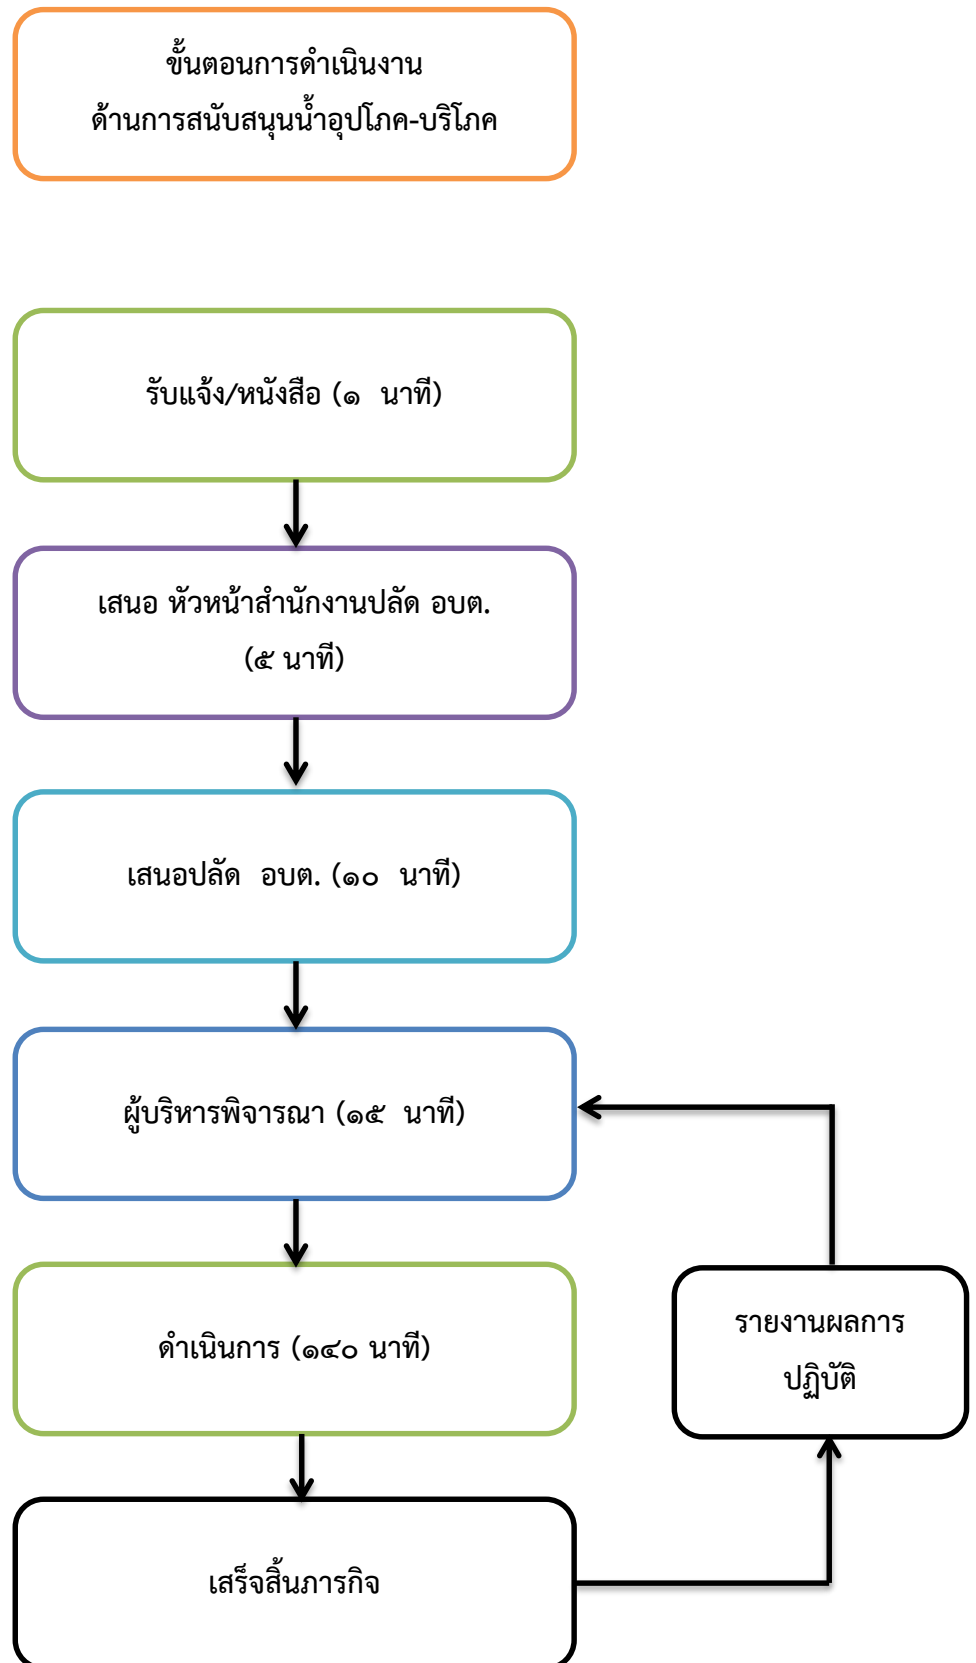 ขั้นตอนการดำเนินงาน
ด้านการสนับสนุนน้ำอุปโภค-บริโภค
รับแจ้ง/หนังสือ (๑ นาที)
เสนอ หัวหน้าสำนักงานปลัด อบต.
(๕ นาที)
เสนอปลัด อบต. (๑๐ นาที)
ผู้บริหารพิจารณา (๑๕ นาที)
ดำเนินการ (๑๔๐ นาที)
รายงานผลการ
ปฏิบัติ
เสร็จสิ้นภารกิจ